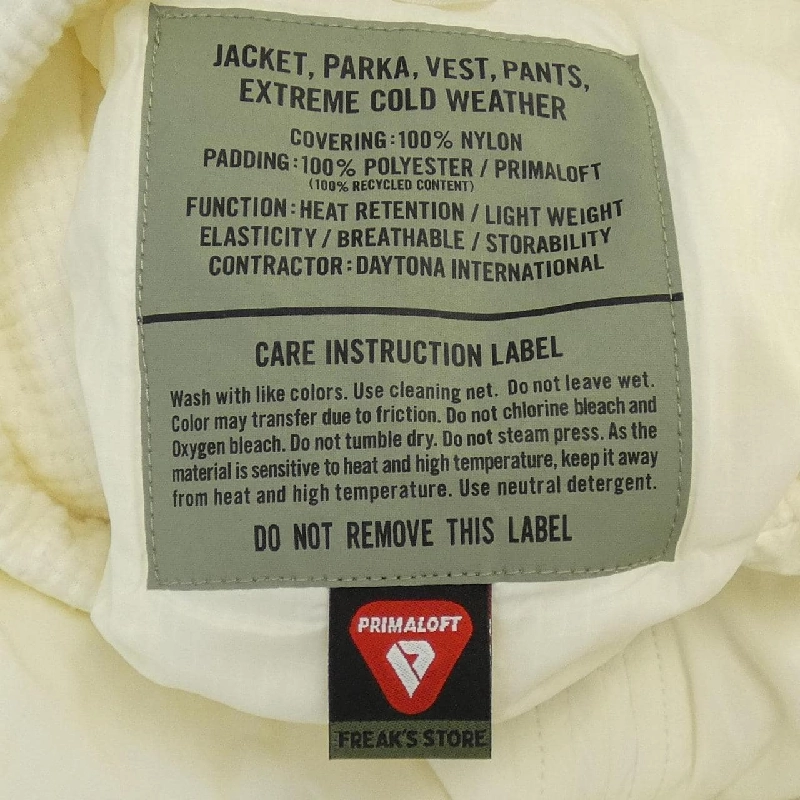 JACKET, PARKA, VEST, PANTS,
EXTREME COLD WEATHER
COVERING:100% NYLON
PADDING:100% POLYESTER / PRIMALOFT
(100% RECYCLED CONTENT)
FUNCTION:HEAT RETENTION / LIGHT WEIGHT
ELASTICITY / BREATHABLE / STORABILITY
CONTRACTOR:DAYTONA INTERNATIONAL
CARE INSTRUCTION LABEL
Wash with like colors. Use cleaning net. Do not leave wet.
Color may transfer due to friction. Do not chlorine bleach and
Oxygen bleach. Do not tumble dry. Do not steam press. As the
material is sensitive to heat and high temperature, keep it away
from heat and high temperature. Use neutral detergent.
DO NOT REMOVE THIS LABEL
PRIMALOFT
FREAK'S STORE